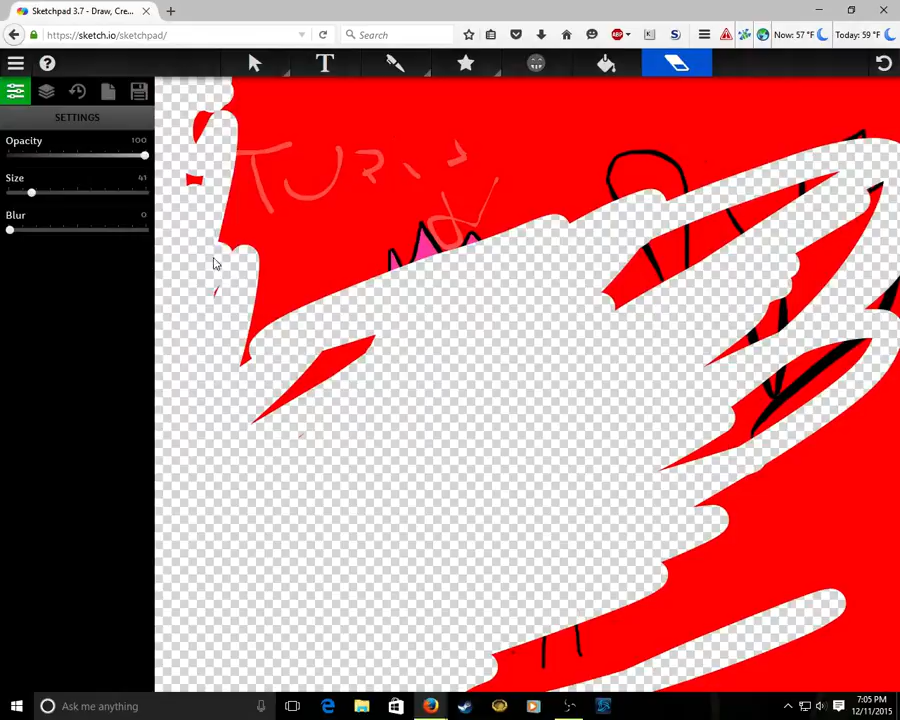 Sketchpad 3.7 - Draw, Cre...
https://sketch.io/sketchpad/
Search
ABP
Now: 57° F
Today: 59° F
T
SETTINGS
Opacity
100
Size
41
Blur
0
Ask me anything
7:05 PM
12/11/2015